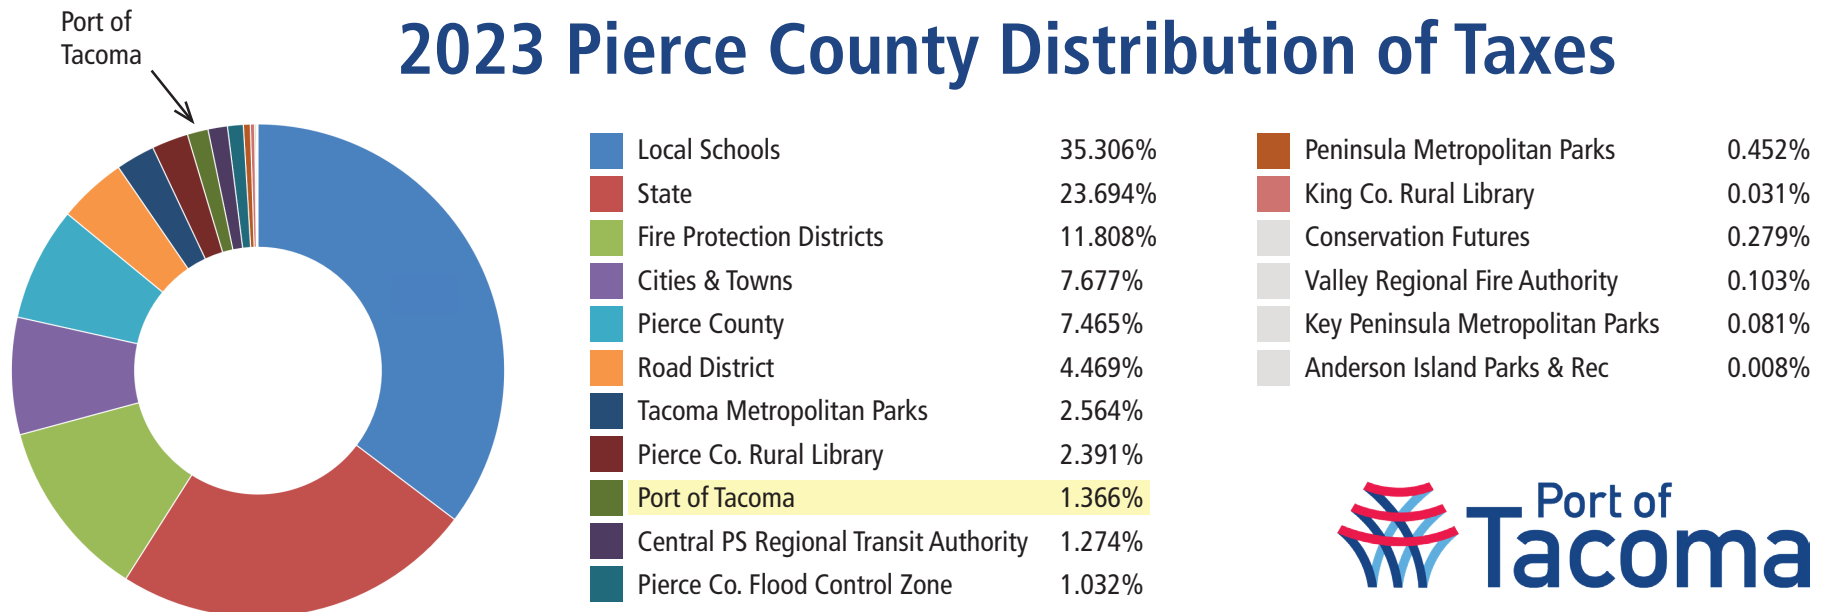 Port of
Tacoma
2023 Pierce County Distribution of Taxes
Local Schools 35.306%
State 23.694%
Fire Protection Districts 11.808%
Cities & Towns 7.677%
Pierce County 7.465%
Road District 4.469%
Tacoma Metropolitan Parks 2.564%
Pierce Co. Rural Library 2.391%
Port of Tacoma 1.366%
Central PS Regional Transit Authority 1.274%
Pierce Co. Flood Control Zone 1.032%
Peninsula Metropolitan Parks 0.452%
King Co. Rural Library 0.031%
Conservation Futures 0.279%
Valley Regional Fire Authority 0.103%
Key Peninsula Metropolitan Parks 0.081%
Anderson Island Parks & Rec 0.008%
Port of
Tacoma